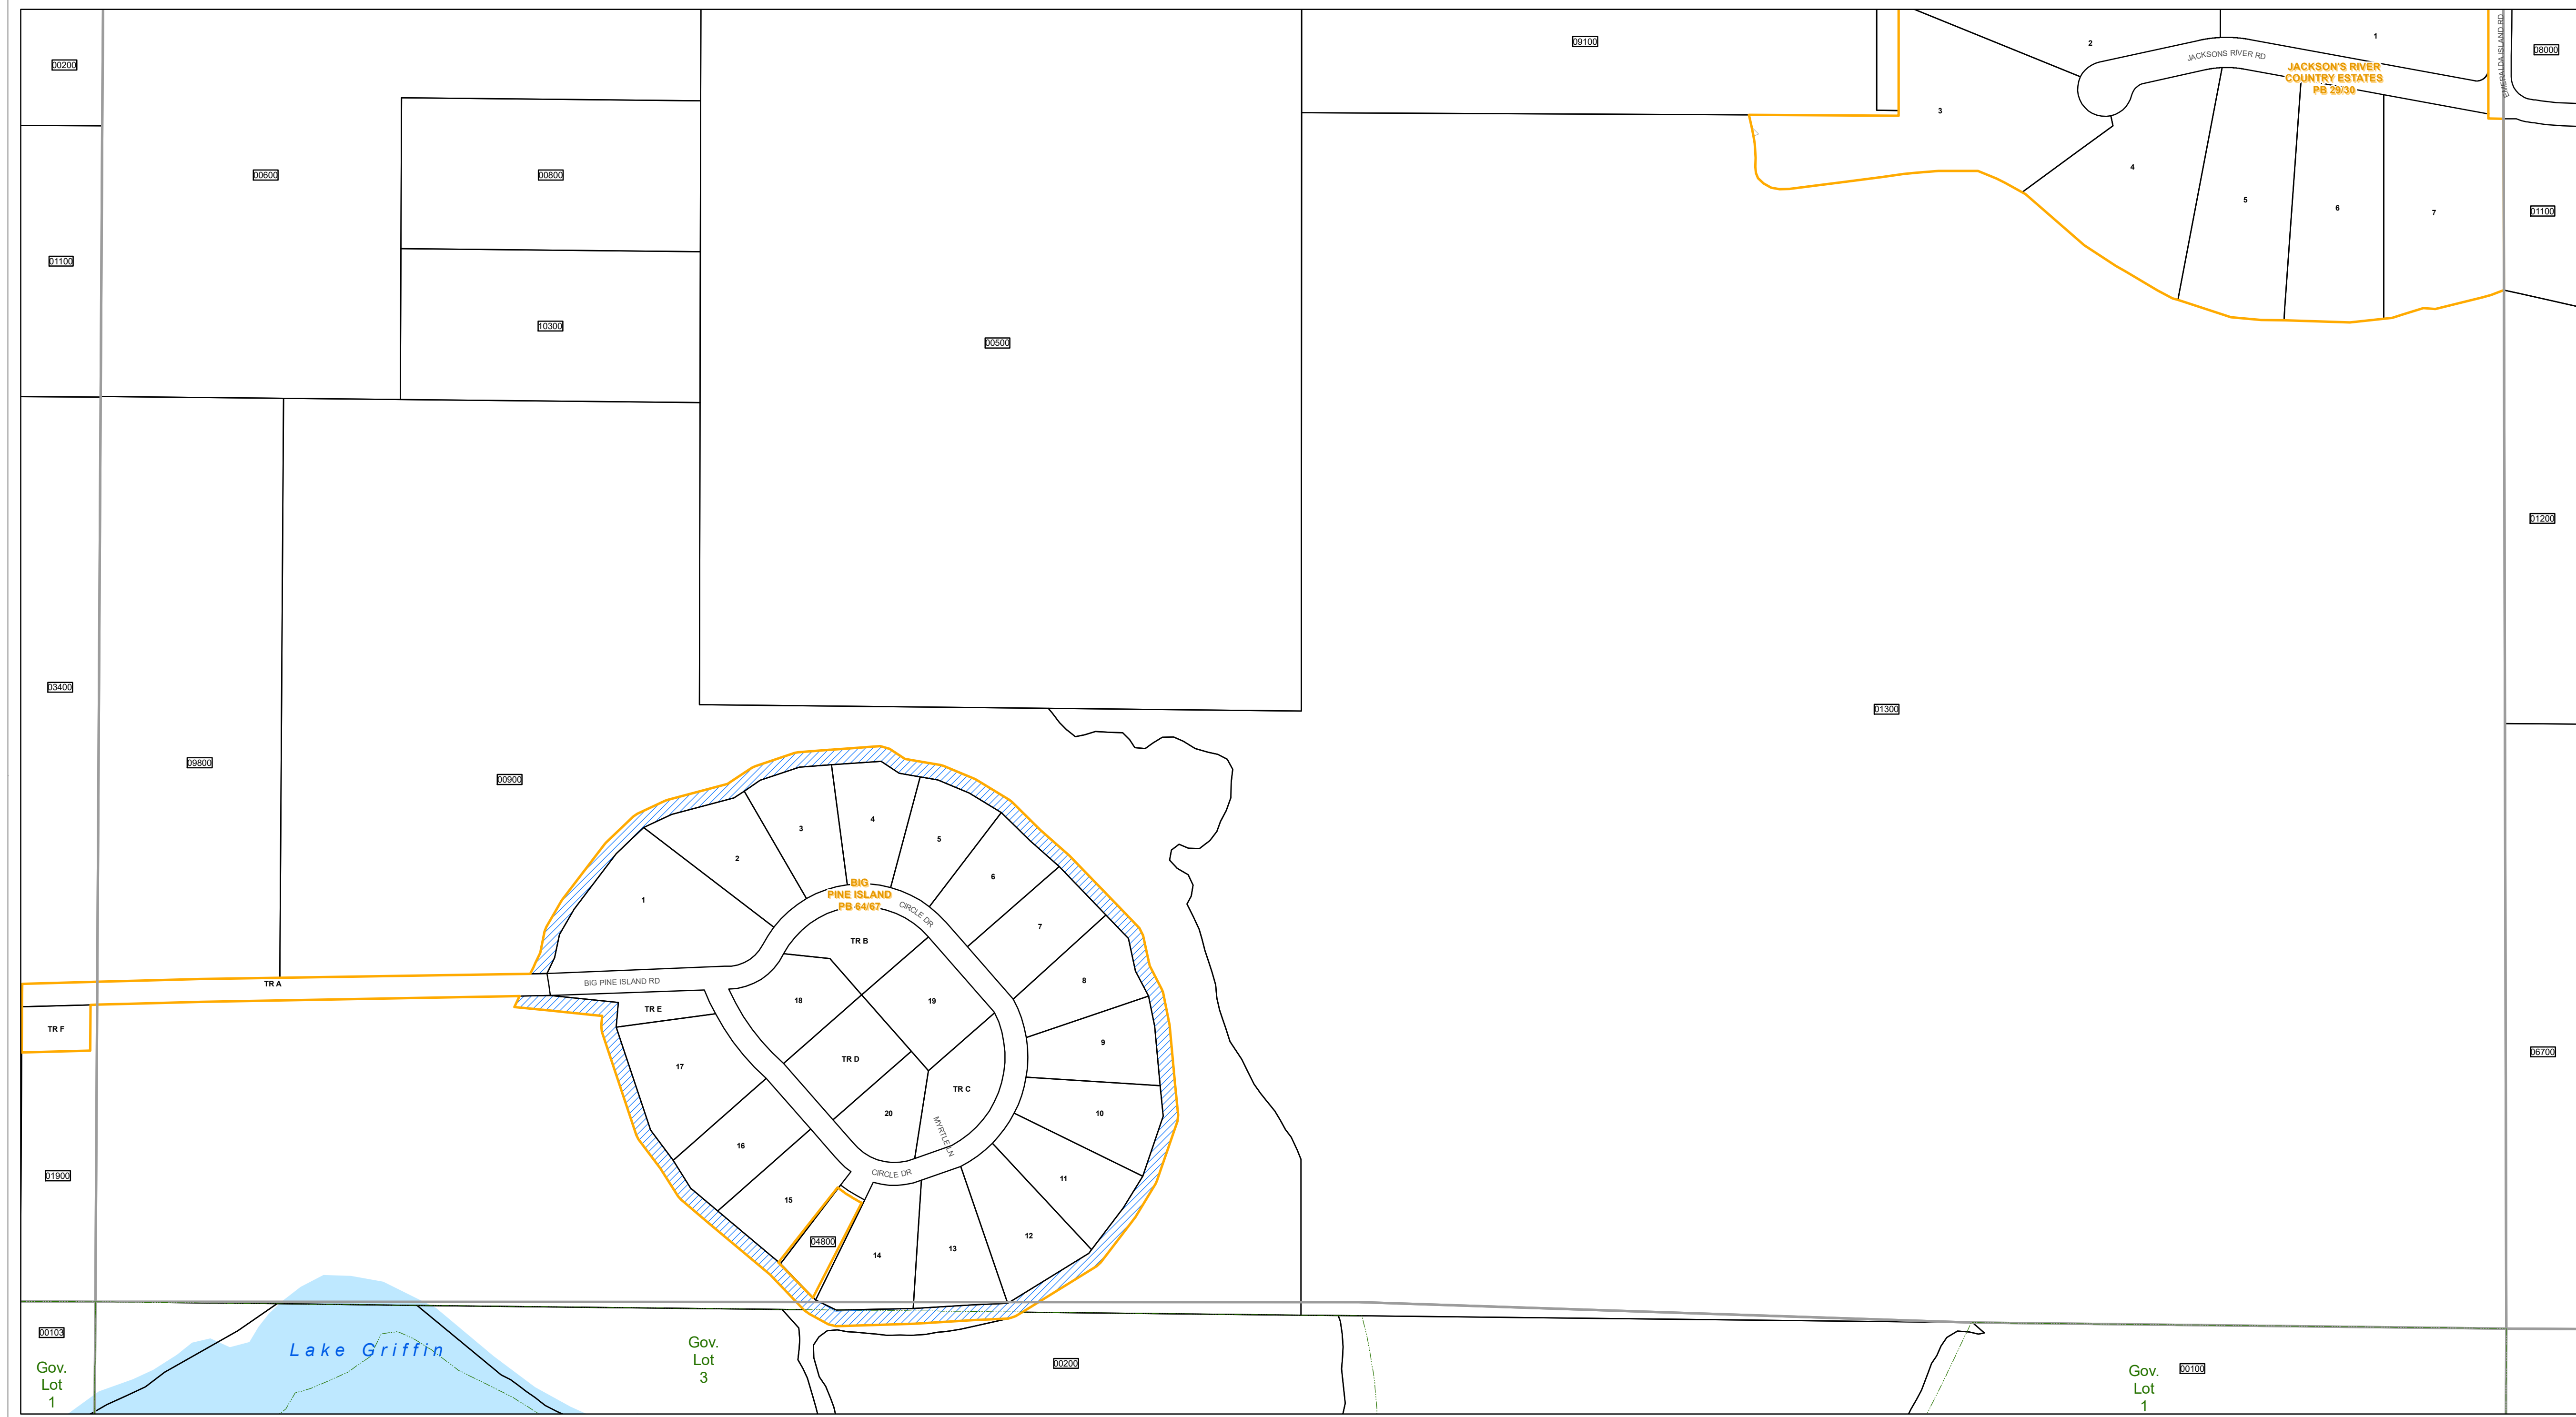 00200
09100
2
1
08000
EMERALDA ISLAND RD
JACKSONS RIVER RD
JACKSON'S RIVER
COUNTRY ESTATES
PB 29/30
3
00600
00800
4
5
6
7
01100
01100
10300
00500
01200
03400
01300
09800
00900
3
4
5
2
6
1
BIG
PINE ISLAND
PB 64/67
CIRCLE DR
7
TR B
TR A
BIG PINE ISLAND RD
8
18
19
TR E
TR F
9
TR D
17
TR C
06700
20
10
MYRTLE LN
16
CIRCLE DR
11
01900
15
12
04800
14
13
00103
Lake Griffin
Gov.
Lot
3
00200
Gov.
Lot
1
00100
Gov.
Lot
1